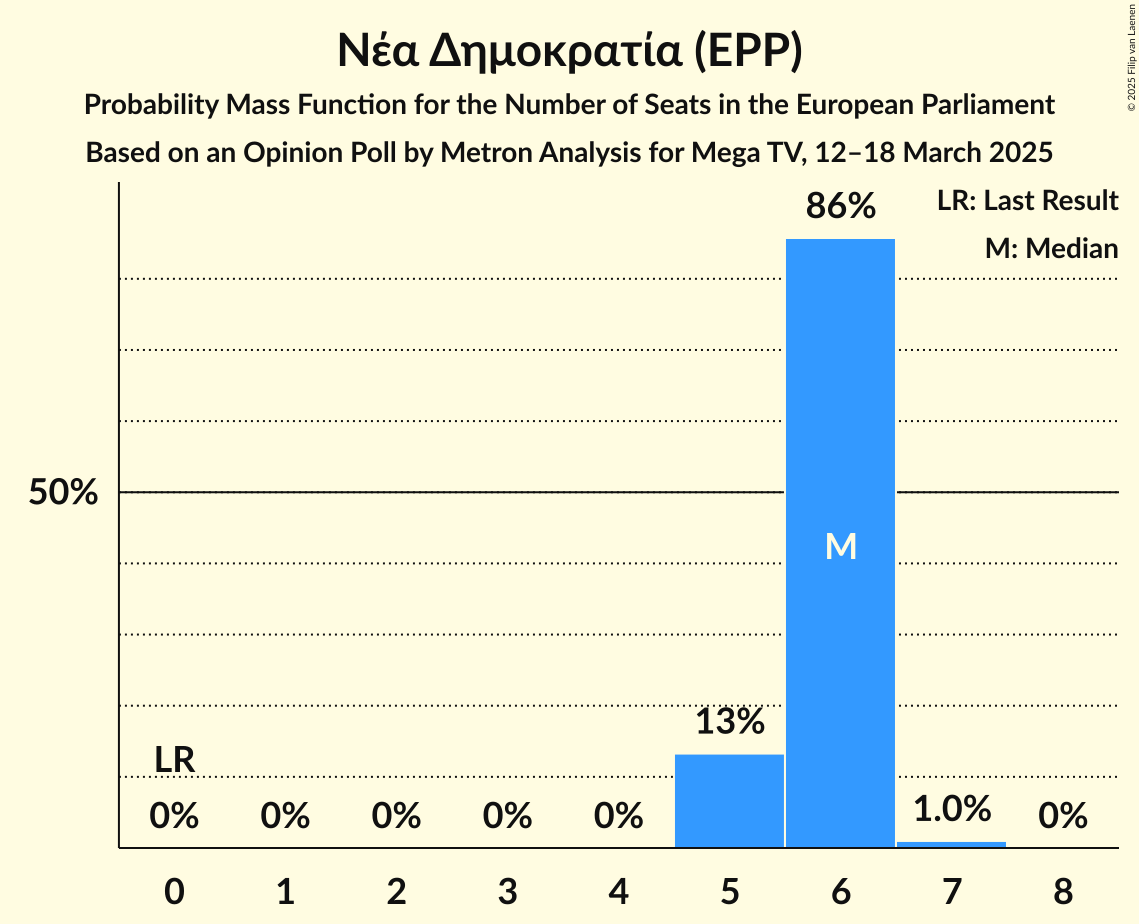 Νέα Δημοκρατία (EPP)
Probability Mass Function for the Number of Seats in the European Parliament
Based on an Opinion Poll by Metron Analysis for Mega TV, 12–18 March 2025
© 2025 Filip van Laenen
LR: Last Result
M: Median
86%
50%
M
13%
LR
0% 0% 0% 0% 0% 1.0% 0%
0 1 2 3 4 5 6 7 8